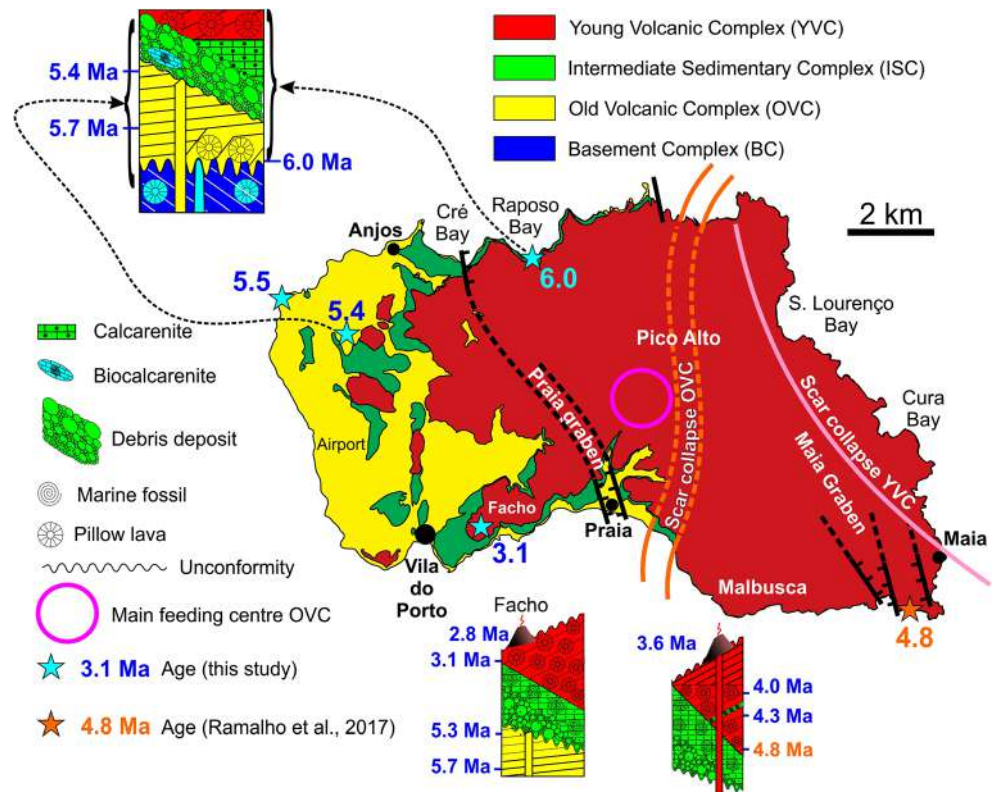 5.4 Ma
5.7 Ma
6.0 Ma
Young Volcanic Complex (YVC)
Intermediate Sedimentary Complex (ISC)
Old Volcanic Complex (OVC)
Basement Complex (BC)
2 km
Anjos
Cré
Bay
Raposo
Bay
5.5
5.4
6.0
S. Lourenço
Bay
Pico Alto
Cura
Bay
Praia graben
Scar collapse OVC
Scar collapse YVC
Maia Graben
Airport
Facho
3.1
Praia
Vila
do
Porto
Malbusca
Maia
4.8
Calcarenite
Biocalcarenite
Debris deposit
Marine fossil
Pillow lava
Unconformity
Main feeding centre OVC
3.1 Ma Age (this study)
4.8 Ma Age (Ramalho et al., 2017)
Facho
2.8 Ma
3.1 Ma
5.3 Ma
5.7 Ma
3.6 Ma
4.0 Ma
4.3 Ma
4.8 Ma